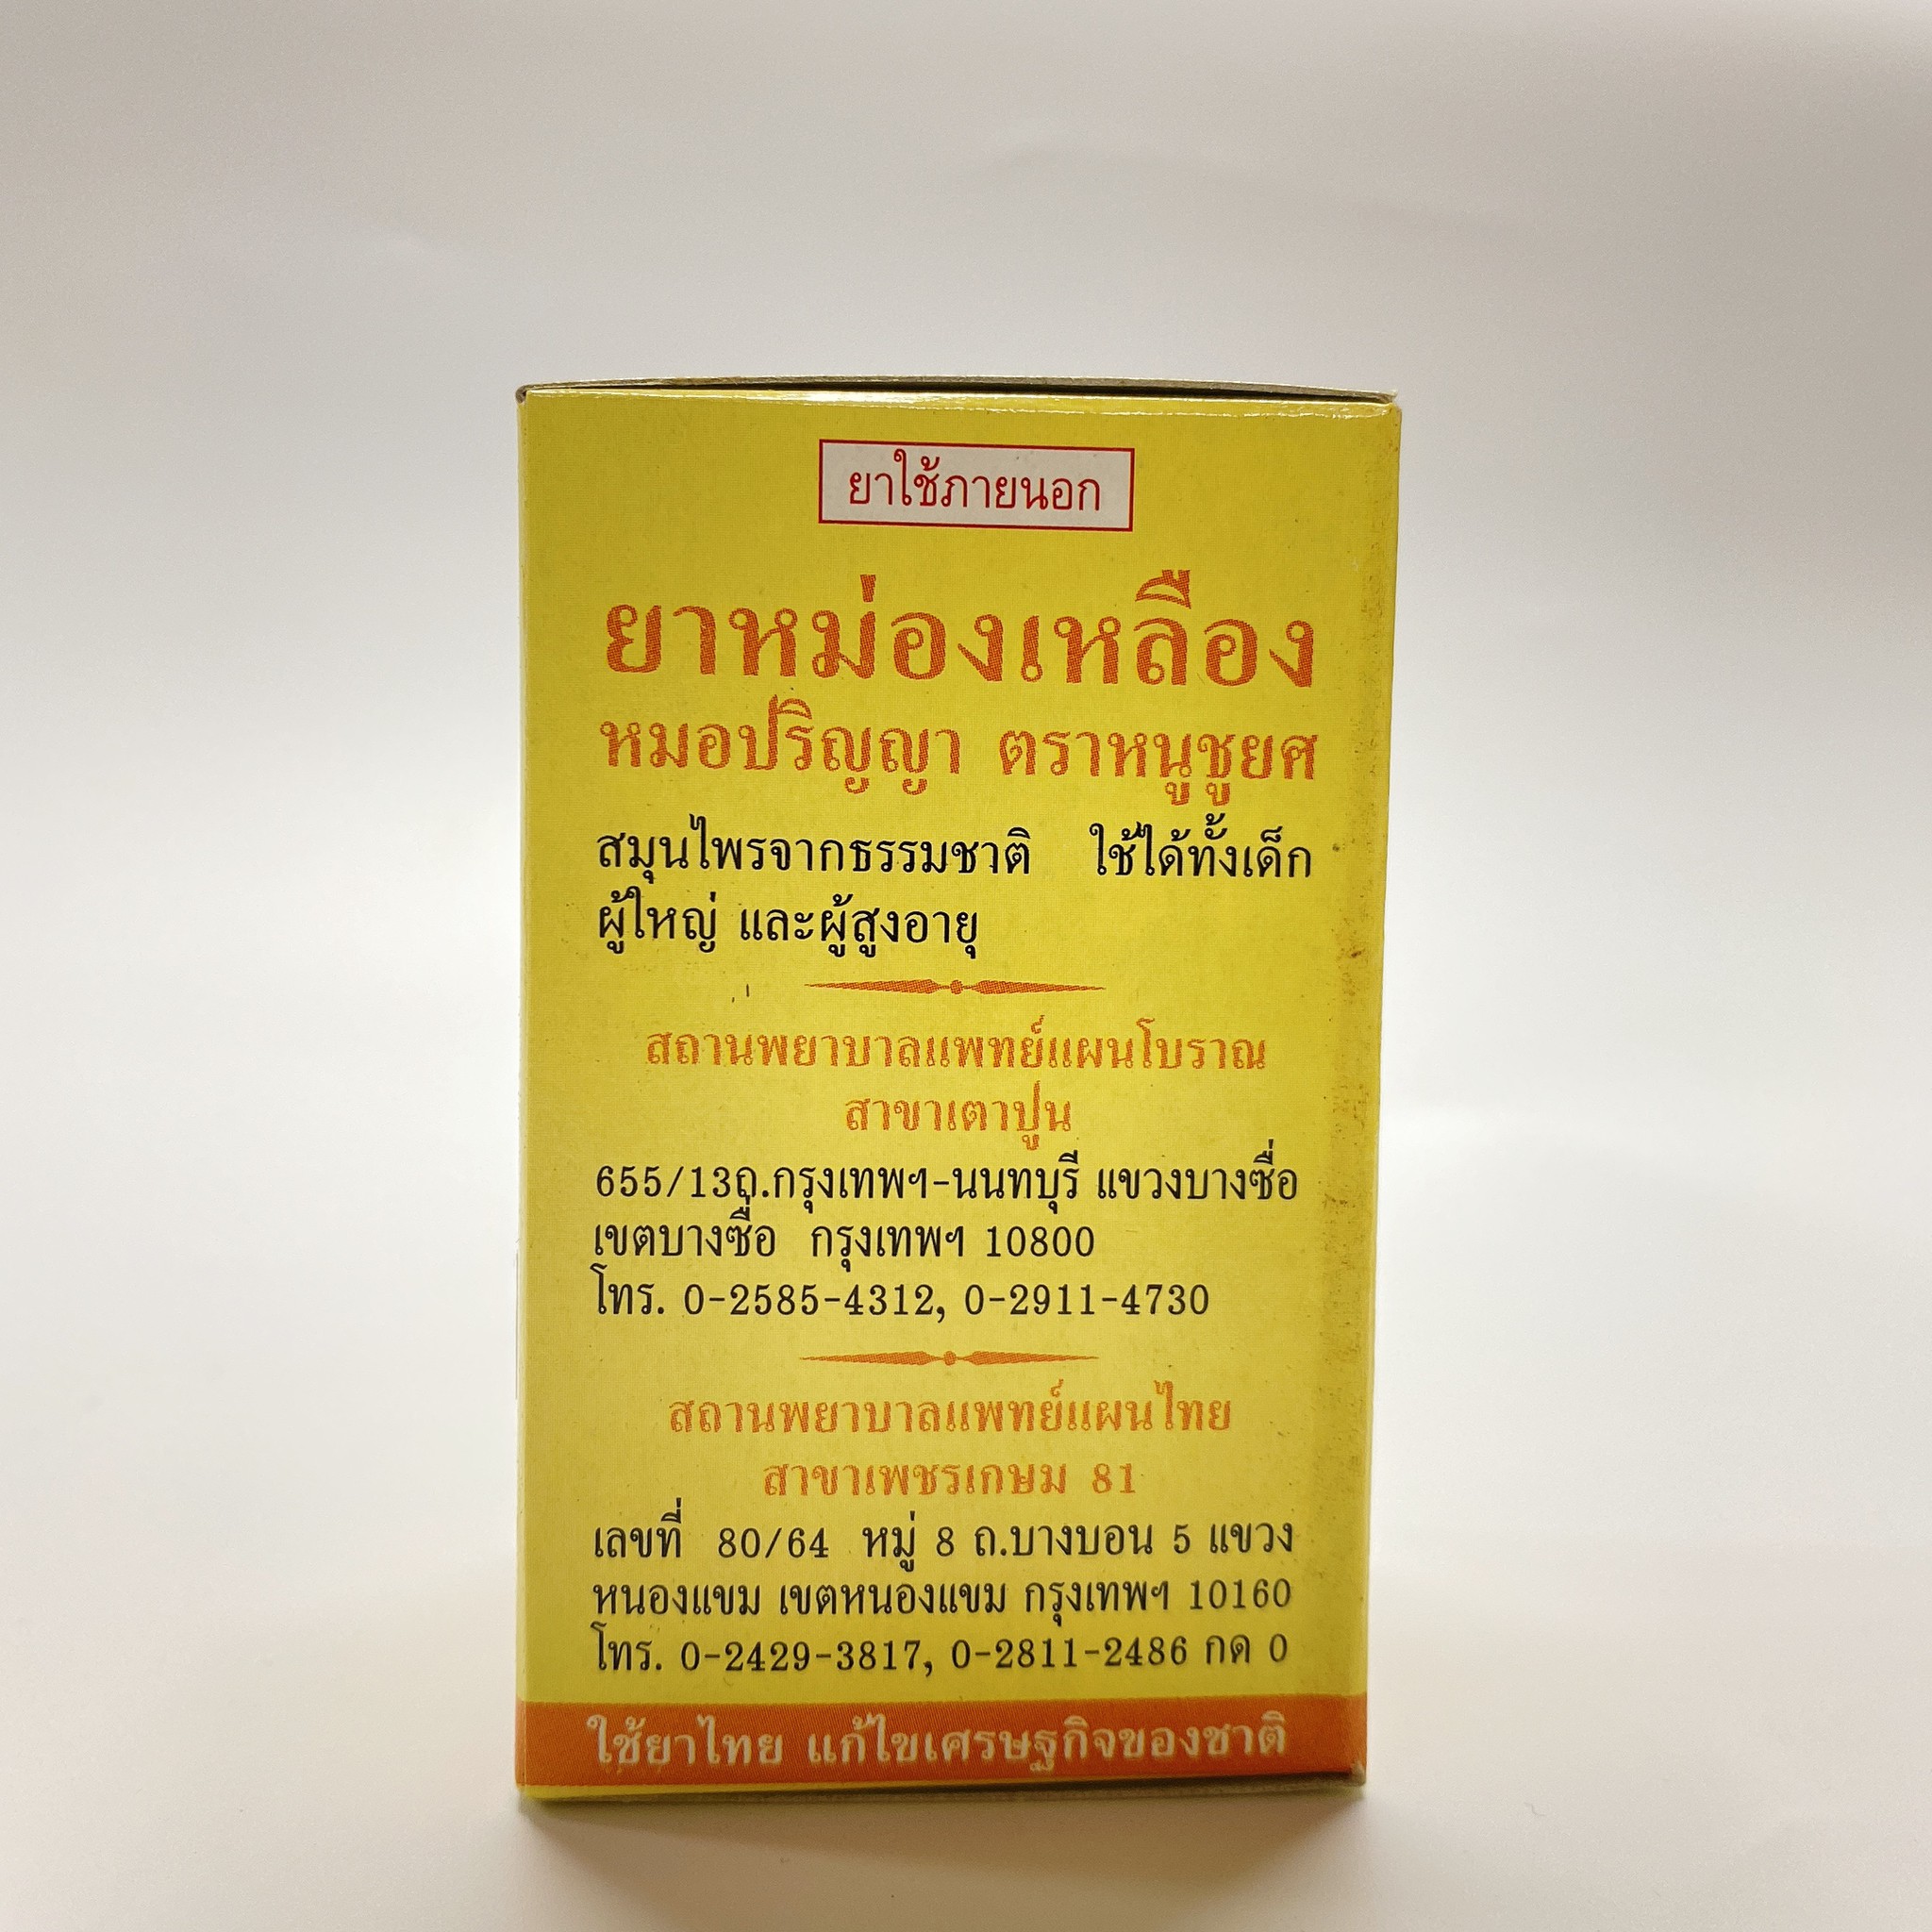 ยาใช้ภายนอก
ยาหม่องเหลือง
หมอปริญญา ตราหนูชูยศ
สมุนไพรจากธรรมชาติ ใช้ได้ทั้งเด็ก
ผู้ใหญ่ และผู้สูงอายุ
สถานพยาบาลแพทย์แผนโบราณ
สาขาเตาปูน
655/13ถ.กรุงเทพฯ-นนทบุรี แขวงบางซื่อ
เขตบางซื่อ กรุงเทพฯ 10800
โทร. 0-2585-4312, 0-2911-4730
สถานพยาบาลแพทย์แผนไทย
สาขาเพชรเกษม 81
เลขที่ 80/64 หมู่ 8 ถ.บางบอน 5 แขวง
หนองแขม เขตหนองแขม กรุงเทพฯ 10160
โทร. 0-2429-3817, 0-2811-2486 กด 0
ใช้ยาไทย แก้ไขเศรษฐกิจของชาติ